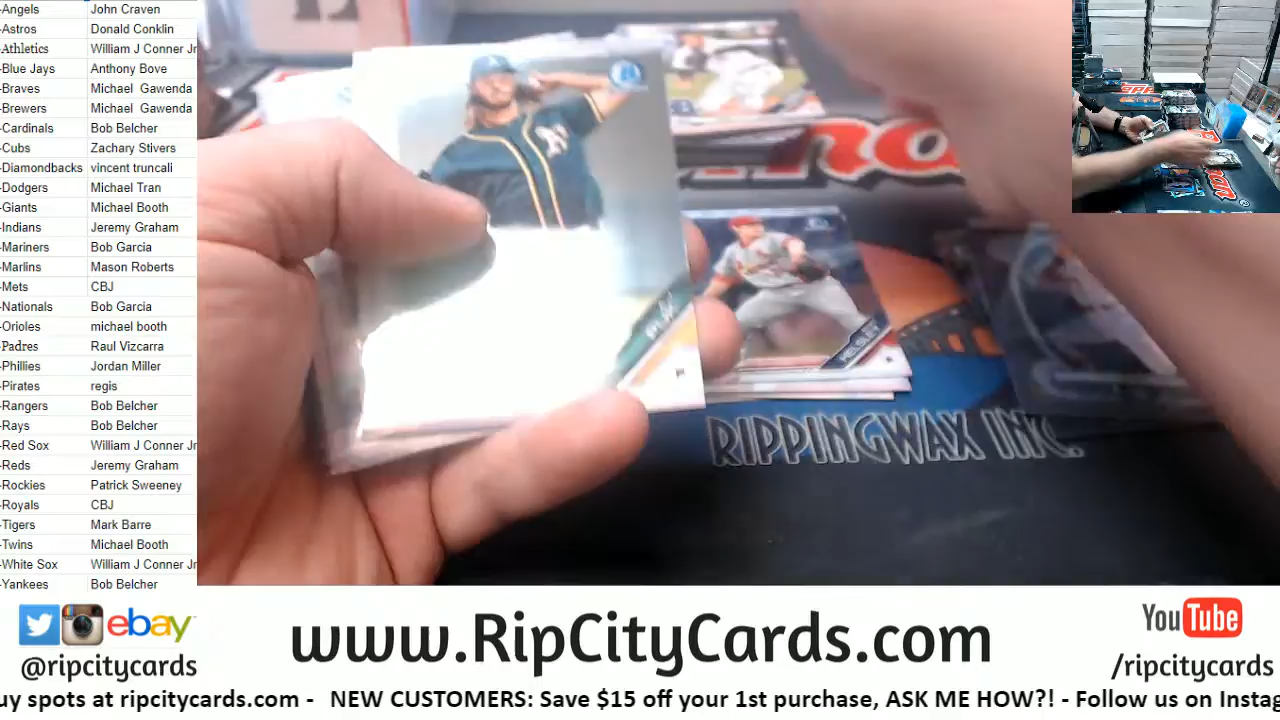 -Angels John Craven
-Astros Donald Conklin
-Athletics William J Conner Jr
-Blue Jays Anthony Bove
-Braves Michael Gawenda
-Brewers Michael Gawenda
-Cardinals Bob Belcher
-Cubs Zachary Stivers
-Diamondbacks vincent truncali
-Dodgers Michael Tran
-Giants Michael Booth
-Indians Jeremy Graham
-Mariners Bob Garcia
-Marlins Mason Roberts
-Mets CBJ
-Nationals Bob Garcia
-Orioles michael booth
-Padres Raul Vizcarra
-Phillies Jordan Miller
-Pirates regis
-Rangers Bob Belcher
-Rays Bob Belcher
-Red Sox William J Conner Jr
-Reds Jeremy Graham
-Rockies Patrick Sweeney
-Royals CBJ
-Tigers Mark Barre
-Twins Michael Booth
-White Sox William J Conner Jr
-Yankees Bob Belcher
HELSLEY
RIPPINGWAX INC.
ebay
@ripcitycards
www.RipCityCards.com
YouTube
/ripcitycards
uy spots at ripcitycards.com - NEW CUSTOMERS: Save $15 off your 1st purchase, ASK ME HOW?! - Follow us on Instag